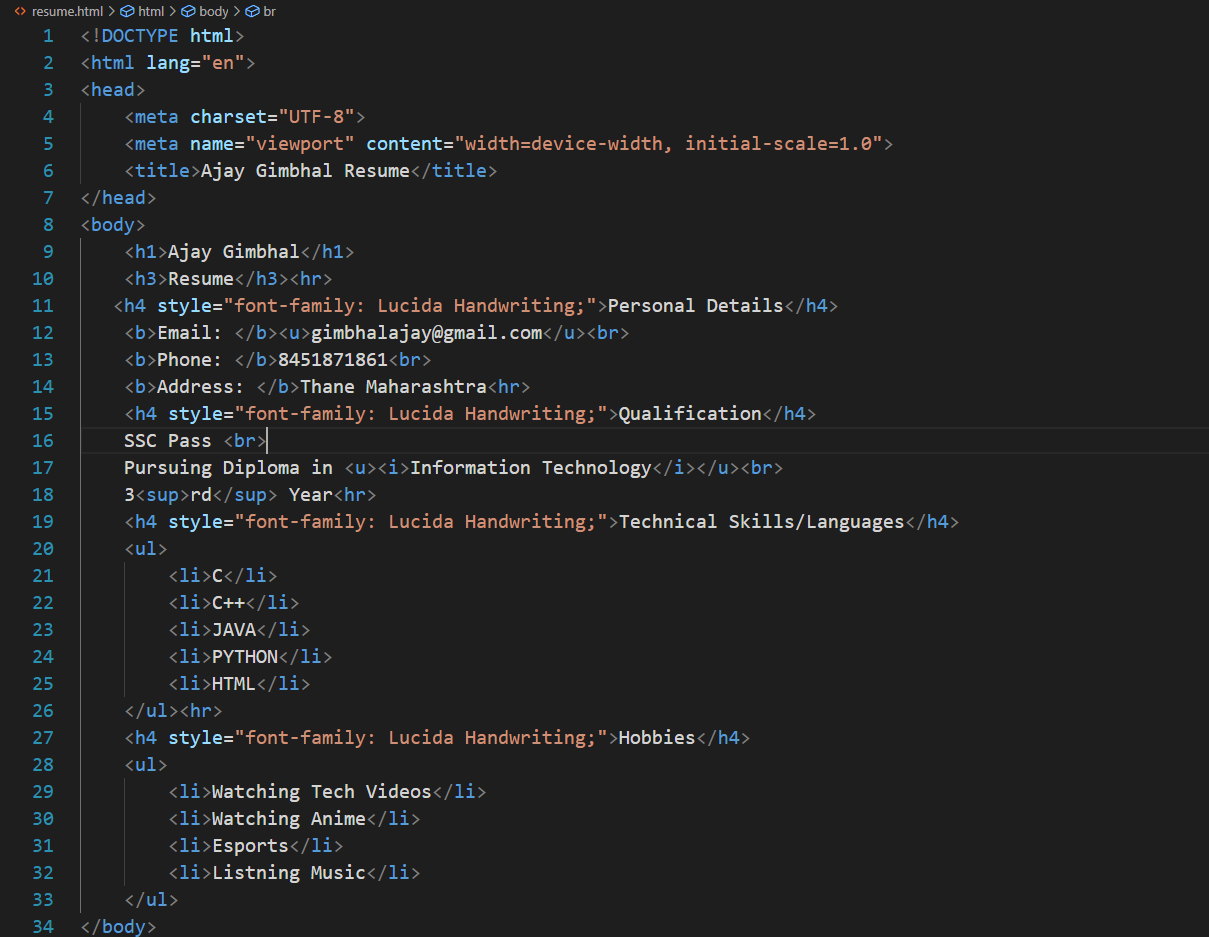 resume.html > html > body > br
1 <!DOCTYPE html>
2 <html lang="en">
3 <head>
4     <meta charset="UTF-8">
5     <meta name="viewport" content="width=device-width, initial-scale=1.0">
6     <title>Ajay Gimbhal Resume</title>
7 </head>
8 <body>
9     <h1>Ajay Gimbhal</h1>
10     <h3>Resume</h3><hr>
11    <h4 style="font-family: Lucida Handwriting;">Personal Details</h4>
12     <b>Email: </b><u>gimbhalajay@gmail.com</u><br>
13     <b>Phone: </b>8451871861<br>
14     <b>Address: </b>Thane Maharashtra<hr>
15     <h4 style="font-family: Lucida Handwriting;">Qualification</h4>
16     SSC Pass <br>
17     Pursuing Diploma in <u><i>Information Technology</i></u><br>
18     3<sup>rd</sup> Year<hr>
19     <h4 style="font-family: Lucida Handwriting;">Technical Skills/Languages</h4>
20     <ul>
21         <li>C</li>
22         <li>C++</li>
23         <li>JAVA</li>
24         <li>PYTHON</li>
25         <li>HTML</li>
26     </ul><hr>
27     <h4 style="font-family: Lucida Handwriting;">Hobbies</h4>
28     <ul>
29         <li>Watching Tech Videos</li>
30         <li>Watching Anime</li>
31         <li>Esports</li>
32         <li>Listning Music</li>
33     </ul>
34 </body>